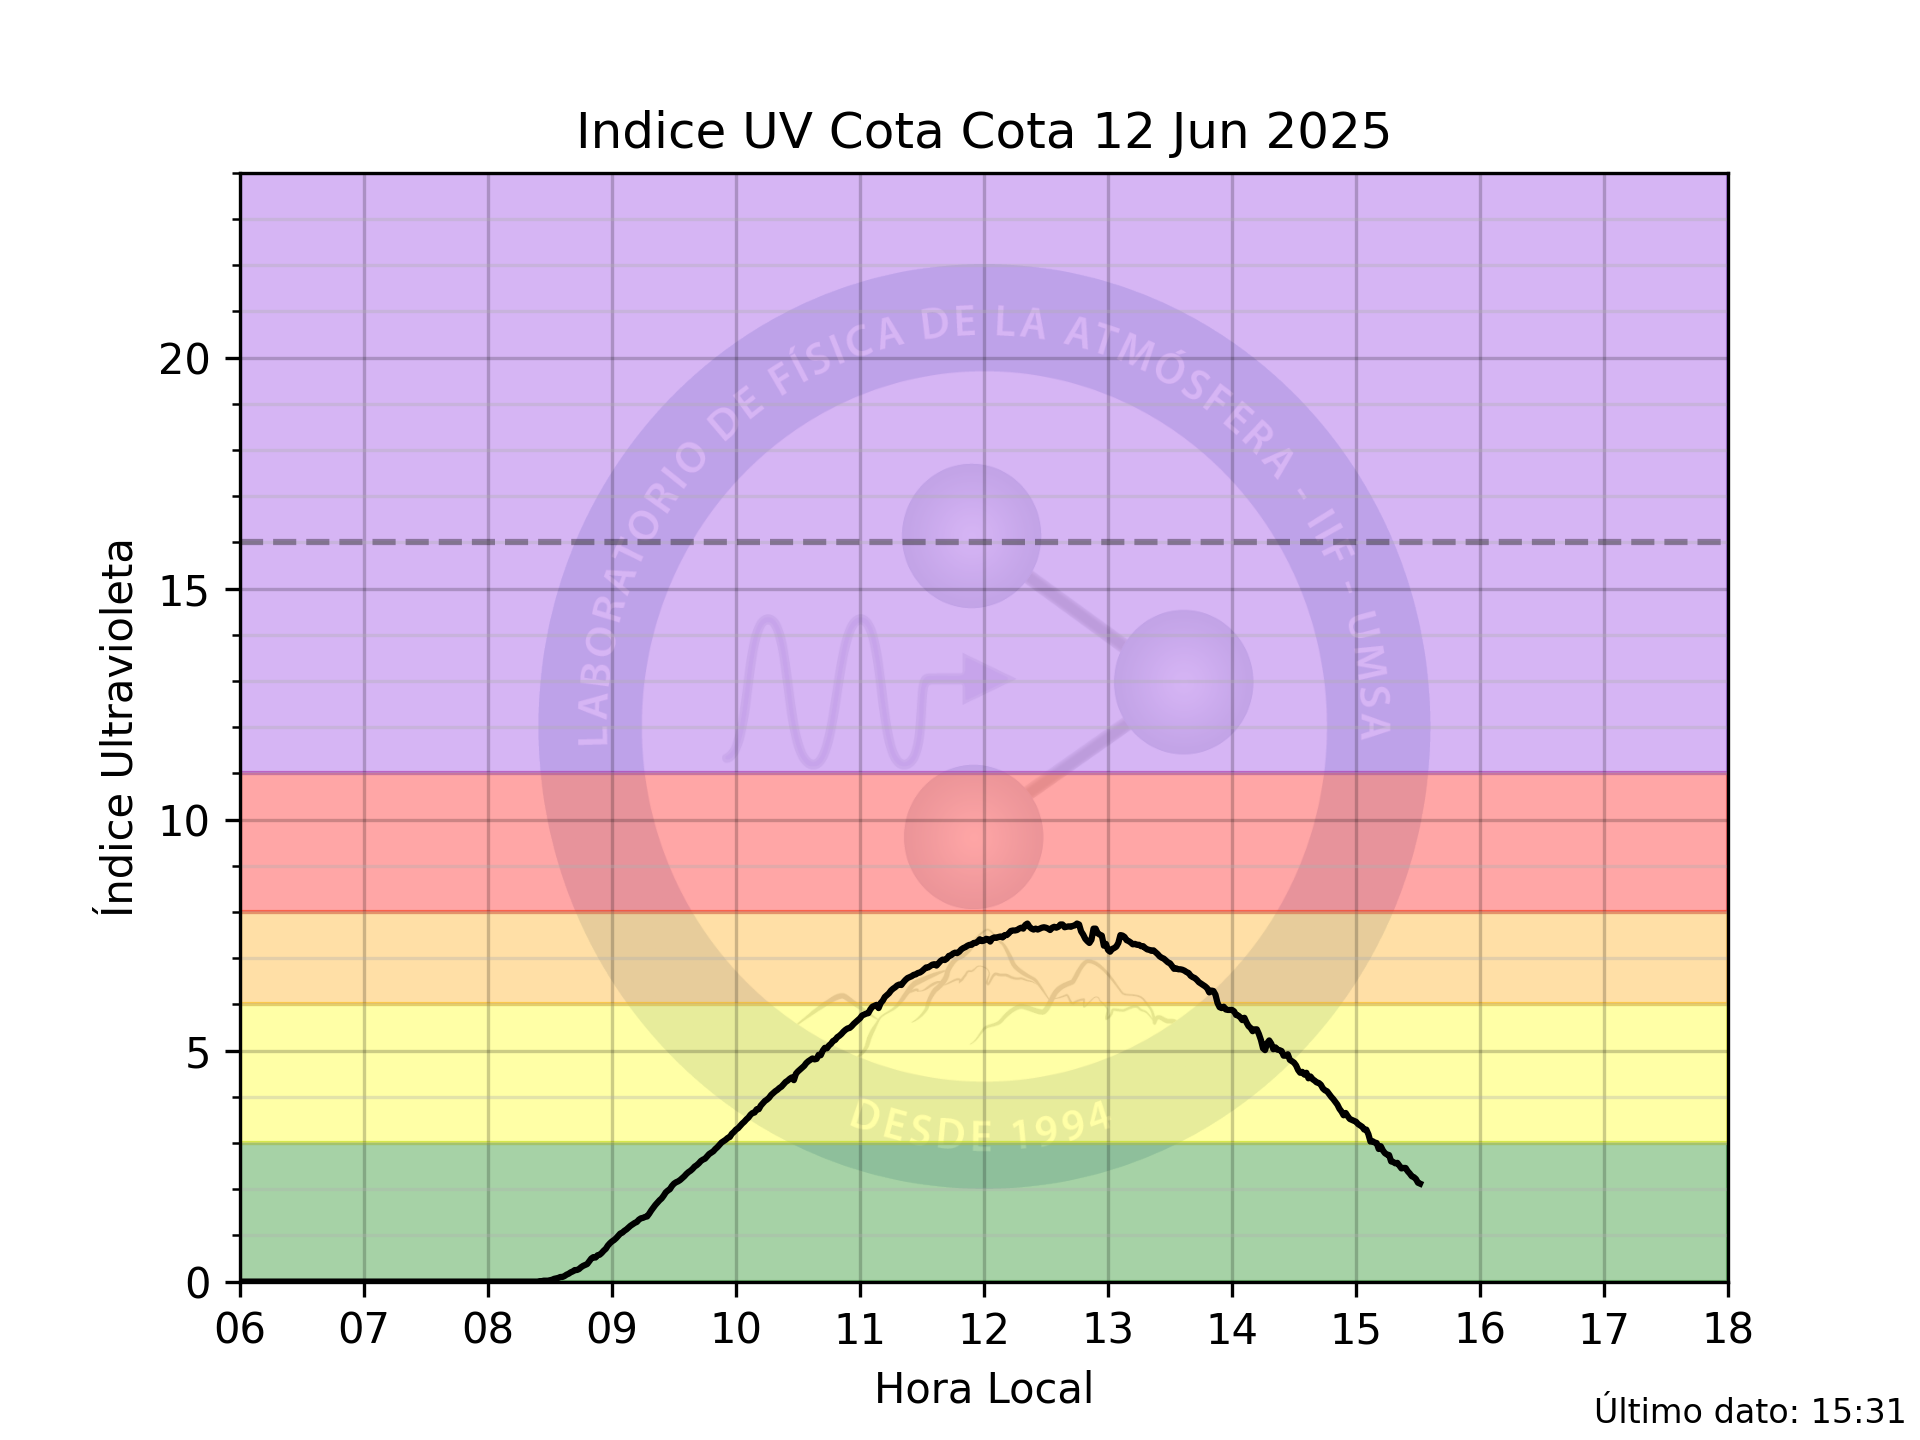 Indice UV Cota Cota 12 Jun 2025
LABORATORIO DE FÍSICA DE LA ATMÓSFERA - IIF - UMSA
DESDE 1994
Índice Ultravioleta
20
15
10
5
0
06 07 08 09 10 11 12 13 14 15 16 17 18
Hora Local
Último dato: 15:31